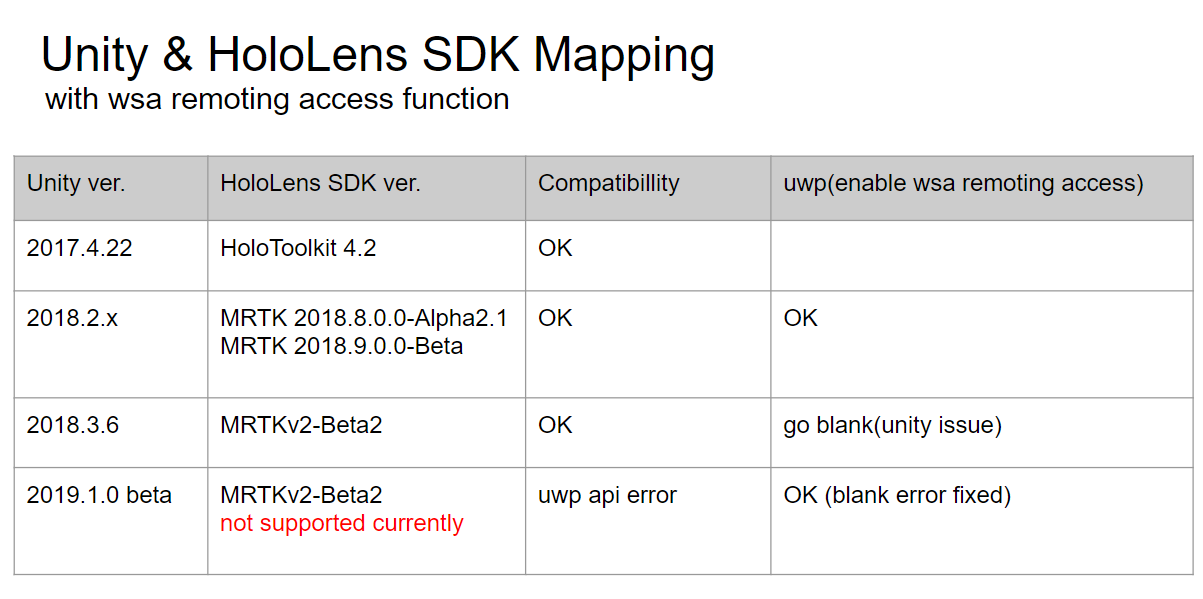 Unity & HoloLens SDK Mapping
with wsa remoting access function
Unity ver. HoloLens SDK ver. Compatibillity uwp(enable wsa remoting access)
2017.4.22 HoloToolkit 4.2 OK
2018.2.x MRTK 2018.8.0.0-Alpha2.1 OK OK
MRTK 2018.9.0.0-Beta
2018.3.6 MRTKv2-Beta2 OK go blank(unity issue)
2019.1.0 beta MRTKv2-Beta2 uwp api error OK (blank error fixed)
not supported currently